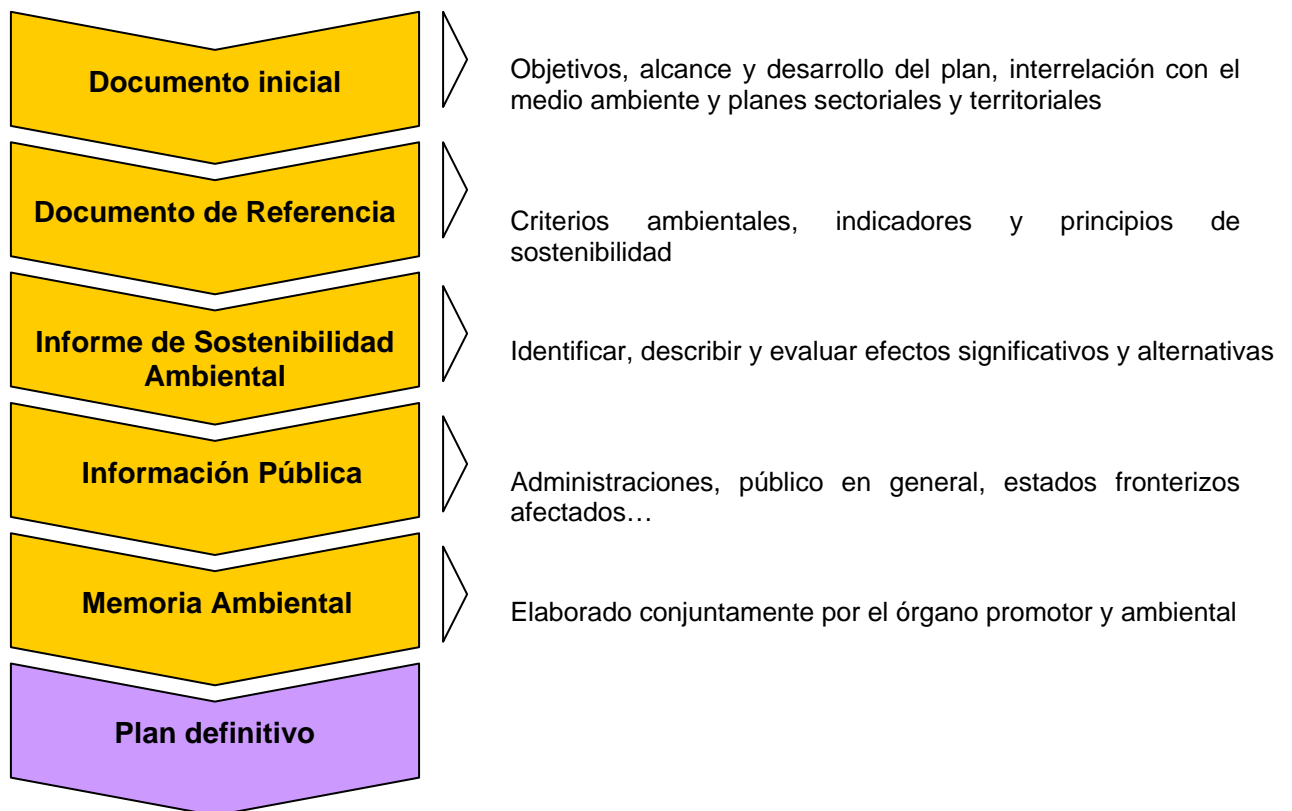 Documento inicial
Objetivos, alcance y desarrollo del plan, interrelación con el
medio ambiente y planes sectoriales y territoriales
Documento de Referencia
Criterios ambientales, indicadores y principios de
sostenibilidad
Informe de Sostenibilidad
Ambiental
Identificar, describir y evaluar efectos significativos y alternativas
Información Pública
Administraciones, público en general, estados fronterizos
afectados…
Memoria Ambiental
Elaborado conjuntamente por el órgano promotor y ambiental
Plan definitivo